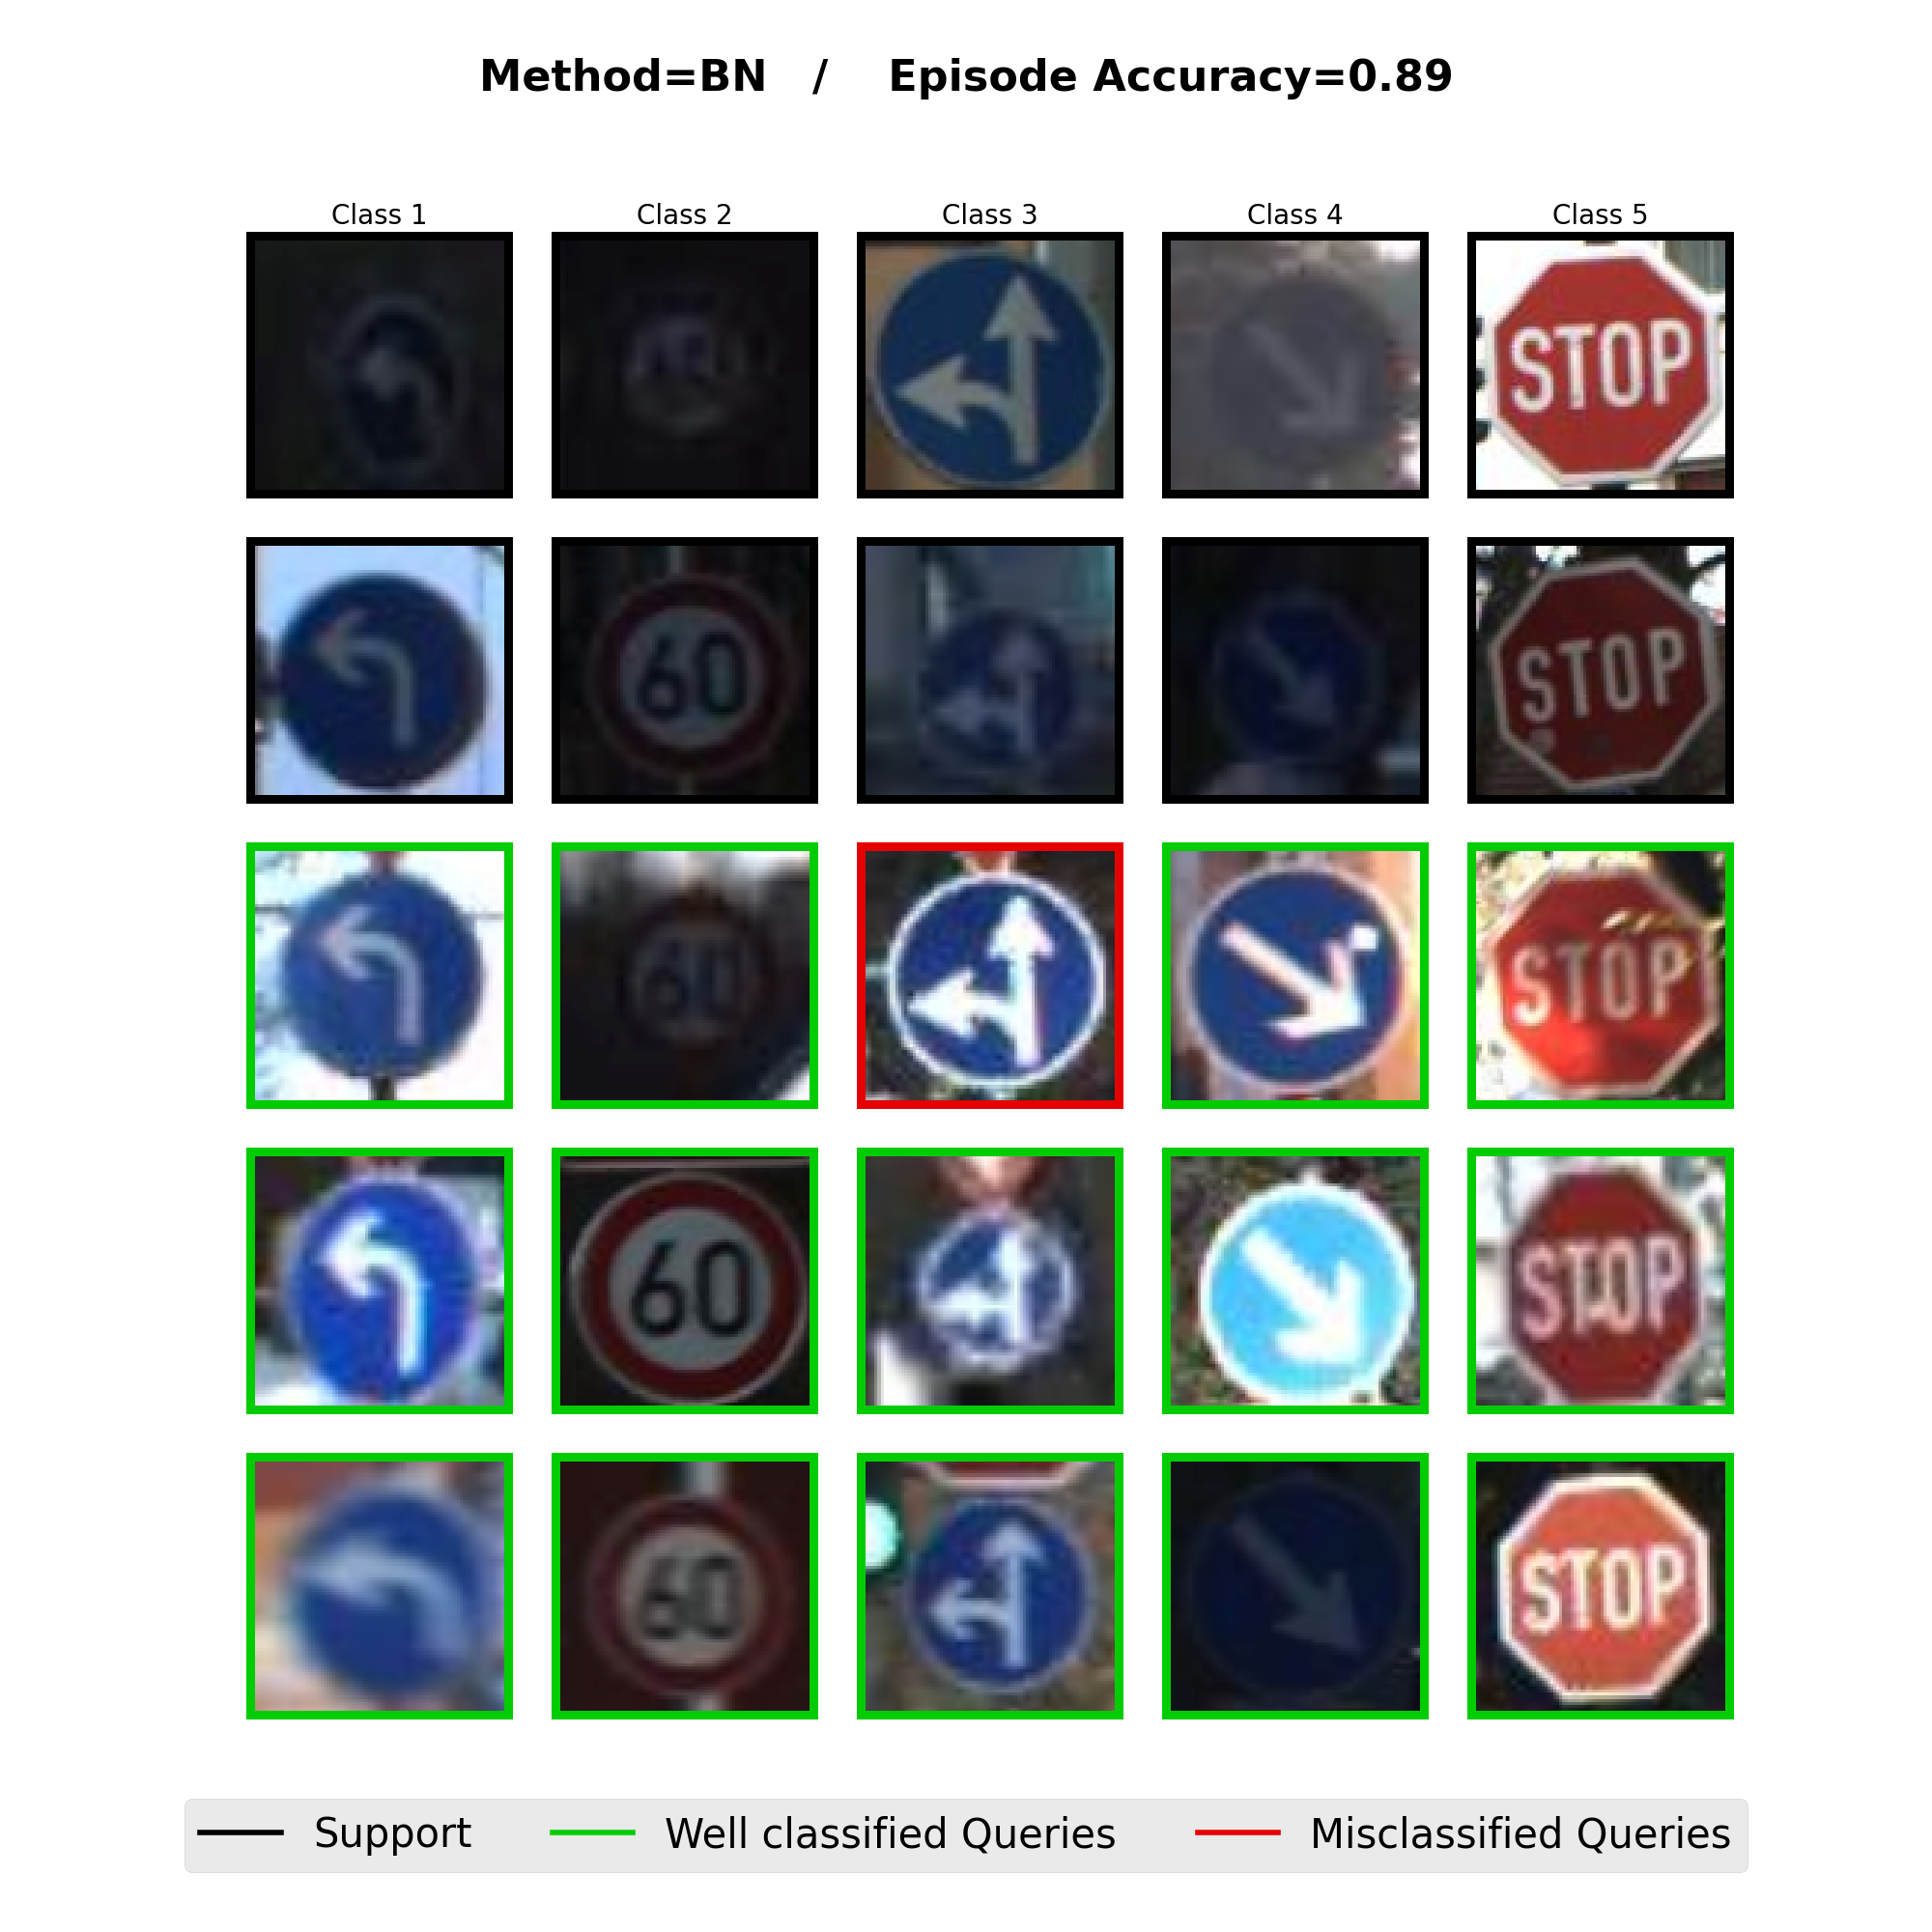 Method=BN / Episode Accuracy=0.89
Class 1 Class 2 Class 3 Class 4 Class 5
STOP
60 STOP
60 STOP
60 STOP
60 STOP
Support Well classified Queries Misclassified Queries